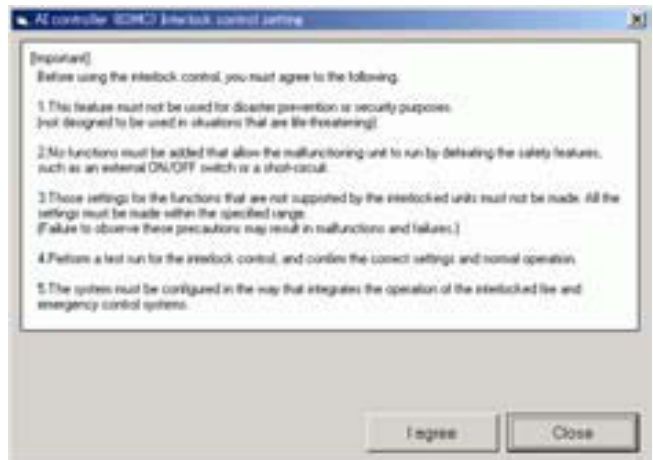 AE controller (EDMC) Interlock control setting
[Important]
Before using the interlock control, you must agree to the following.
1.This feature must not be used for disaster prevention or security purposes.
(not designed to be used in situations that are life-threatening)
2.No functions must be added that allow the malfunctioning unit to run by defeating the safety features,
such as an external ON/OFF switch or a short-circuit.
3.Those settings for the functions that are not supported by the interlocked units must not be made. All the
settings must be made within the specified range.
(Failure to observe these precautions may result in malfunctions and failures.)
4.Perform a test run for the interlock control, and confirm the correct settings and normal operation.
5.The system must be configured in the way that integrates the operation of the interlocked fire and
emergency control systems.
I agree
Close